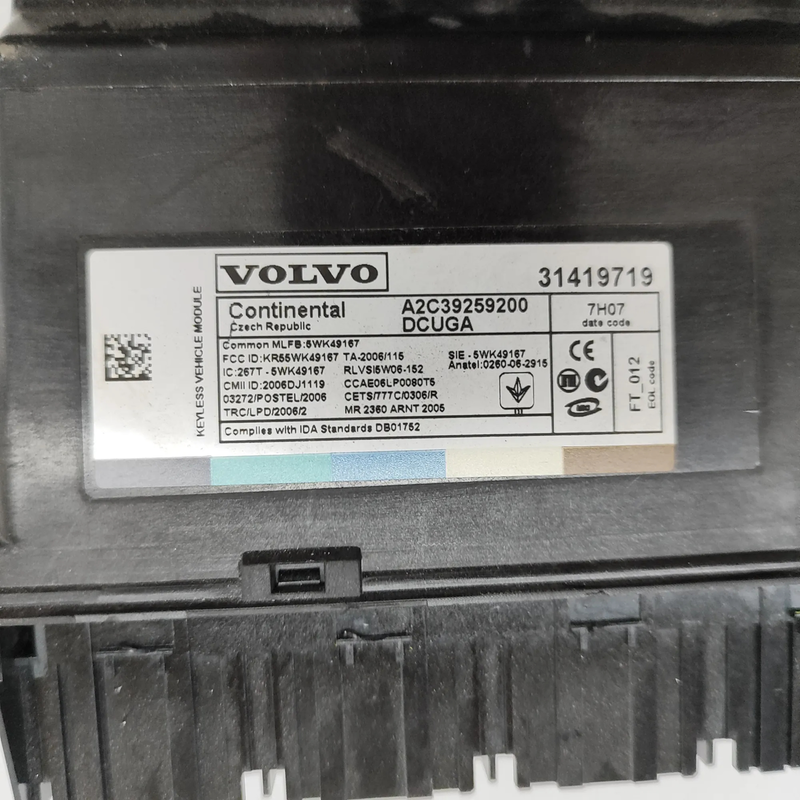 VOLVO
31419719
Continental
Czech Republic
A2C39259200
DCUGA
7H07
date code
KEYLESS VEHICLE MODULE
Common MLFB:5WK49167
FCC ID:KR55WK49167 TA-2006/115
SIE - 5WK49167
IC:267T - 5WK49167
RLVSI5W06-152
Anatel:0260-06-2915
CMII ID:2006DJ1119
CCAE06LP0080T5
03272/POSTEL/2006
CETS/777C/0306/R
TRC/LPD/2006/2
MR 2360 ARNT 2005
Complies with IDA Standards DB01752
CE
FT_012
EOL code